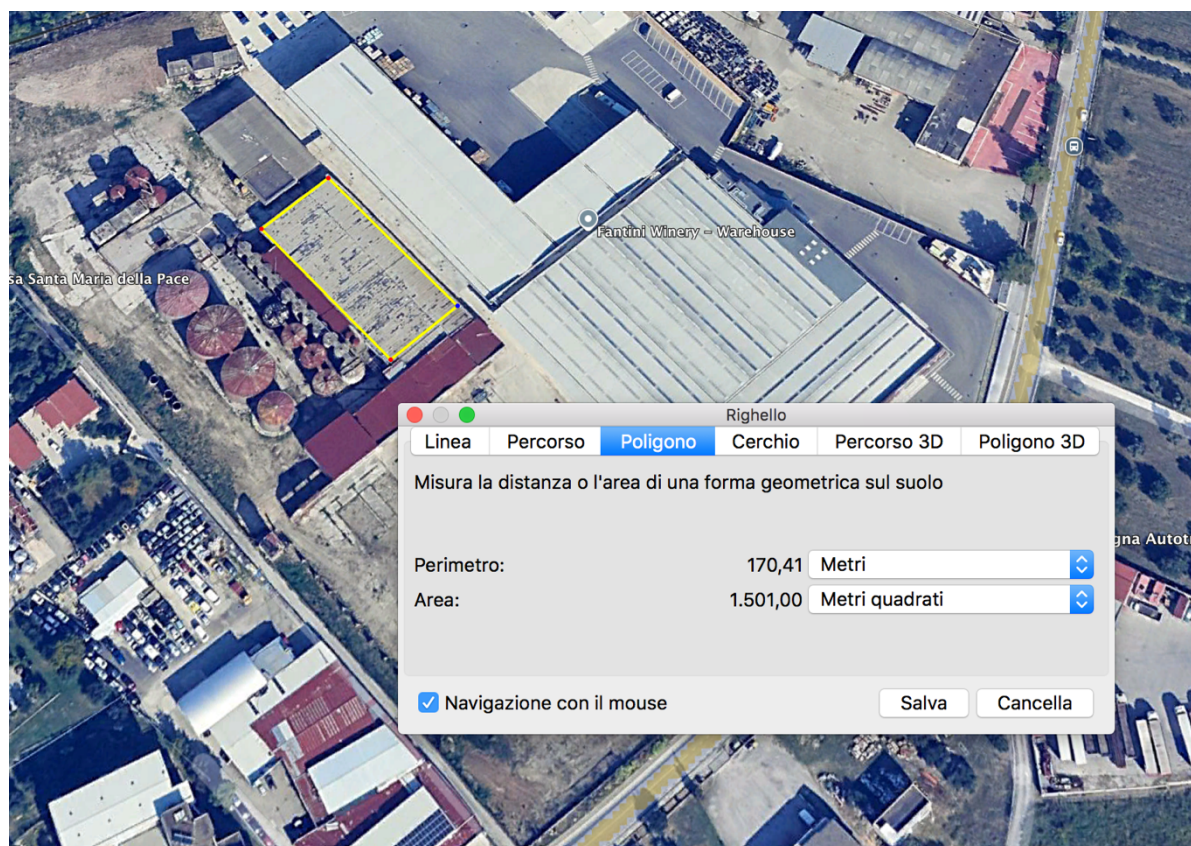 Fantini Winery - Warehouse
sa Santa Maria della Pace
Righello
Linea Percorso Poligono Cerchio Percorso 3D Poligono 3D
Misura la distanza o l'area di una forma geometrica sul suolo
gna Autotr
Perimetro: 170,41 Metri
Area: 1.501,00 Metri quadrati
Navigazione con il mouse Salva Cancella